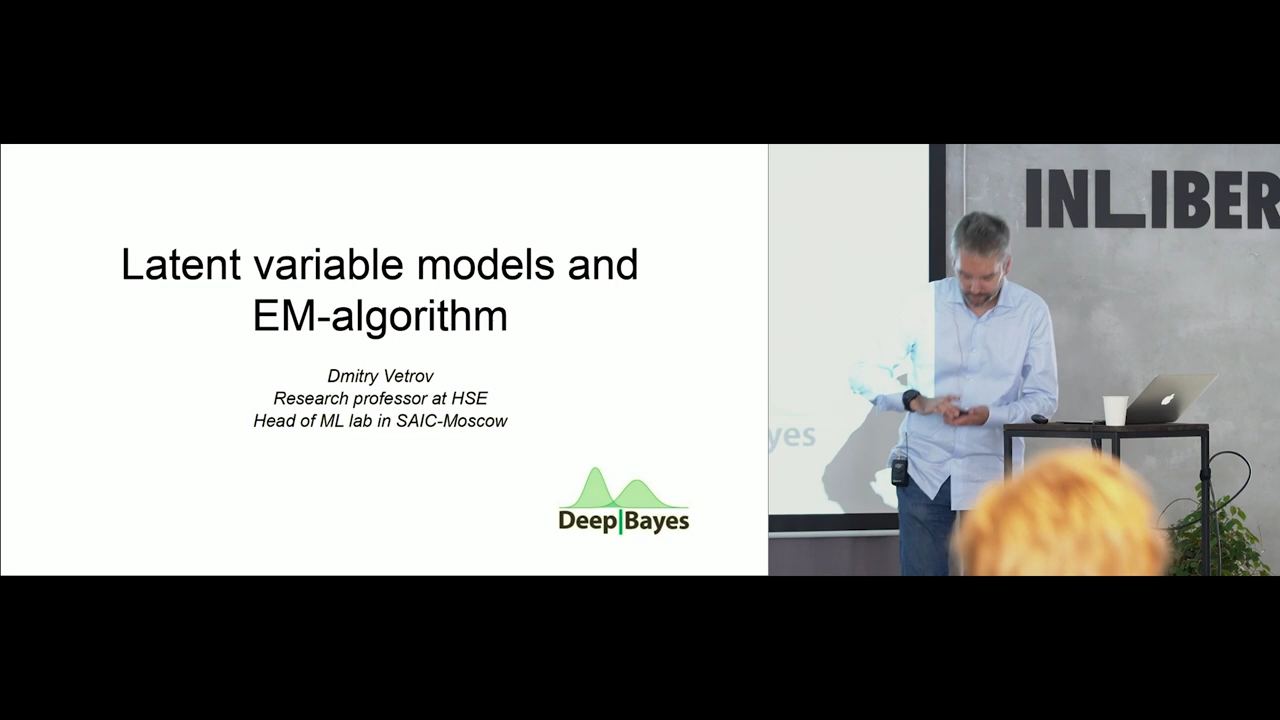 Latent variable models and
EM-algorithm
Dmitry Vetrov
Research professor at HSE
Head of ML lab in SAIC-Moscow
Deep|Bayes
INLIBER
yes